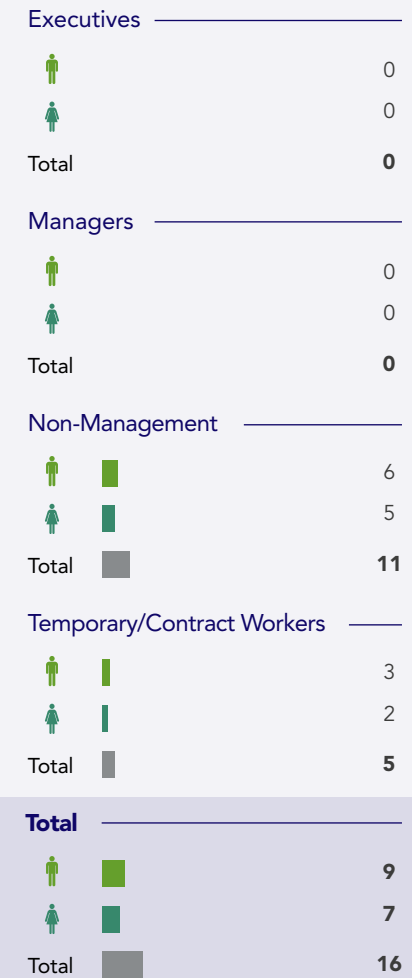 Executives
0
0
Total 0
Managers
0
0
Total 0
Non-Management
6
5
Total 11
Temporary/Contract Workers
3
2
Total 5
Total
9
7
Total 16